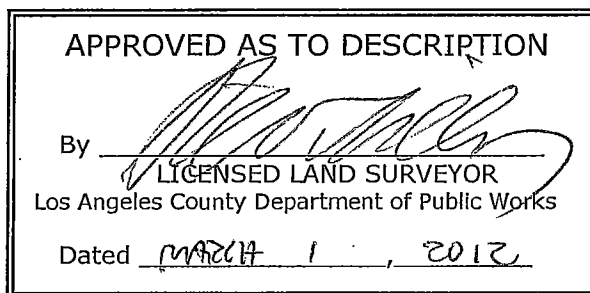 APPROVED AS TO DESCRIPTION
By
LICENSED LAND SURVEYOR
Los Angeles County Department of Public Works
Dated MARCH 1, 2012